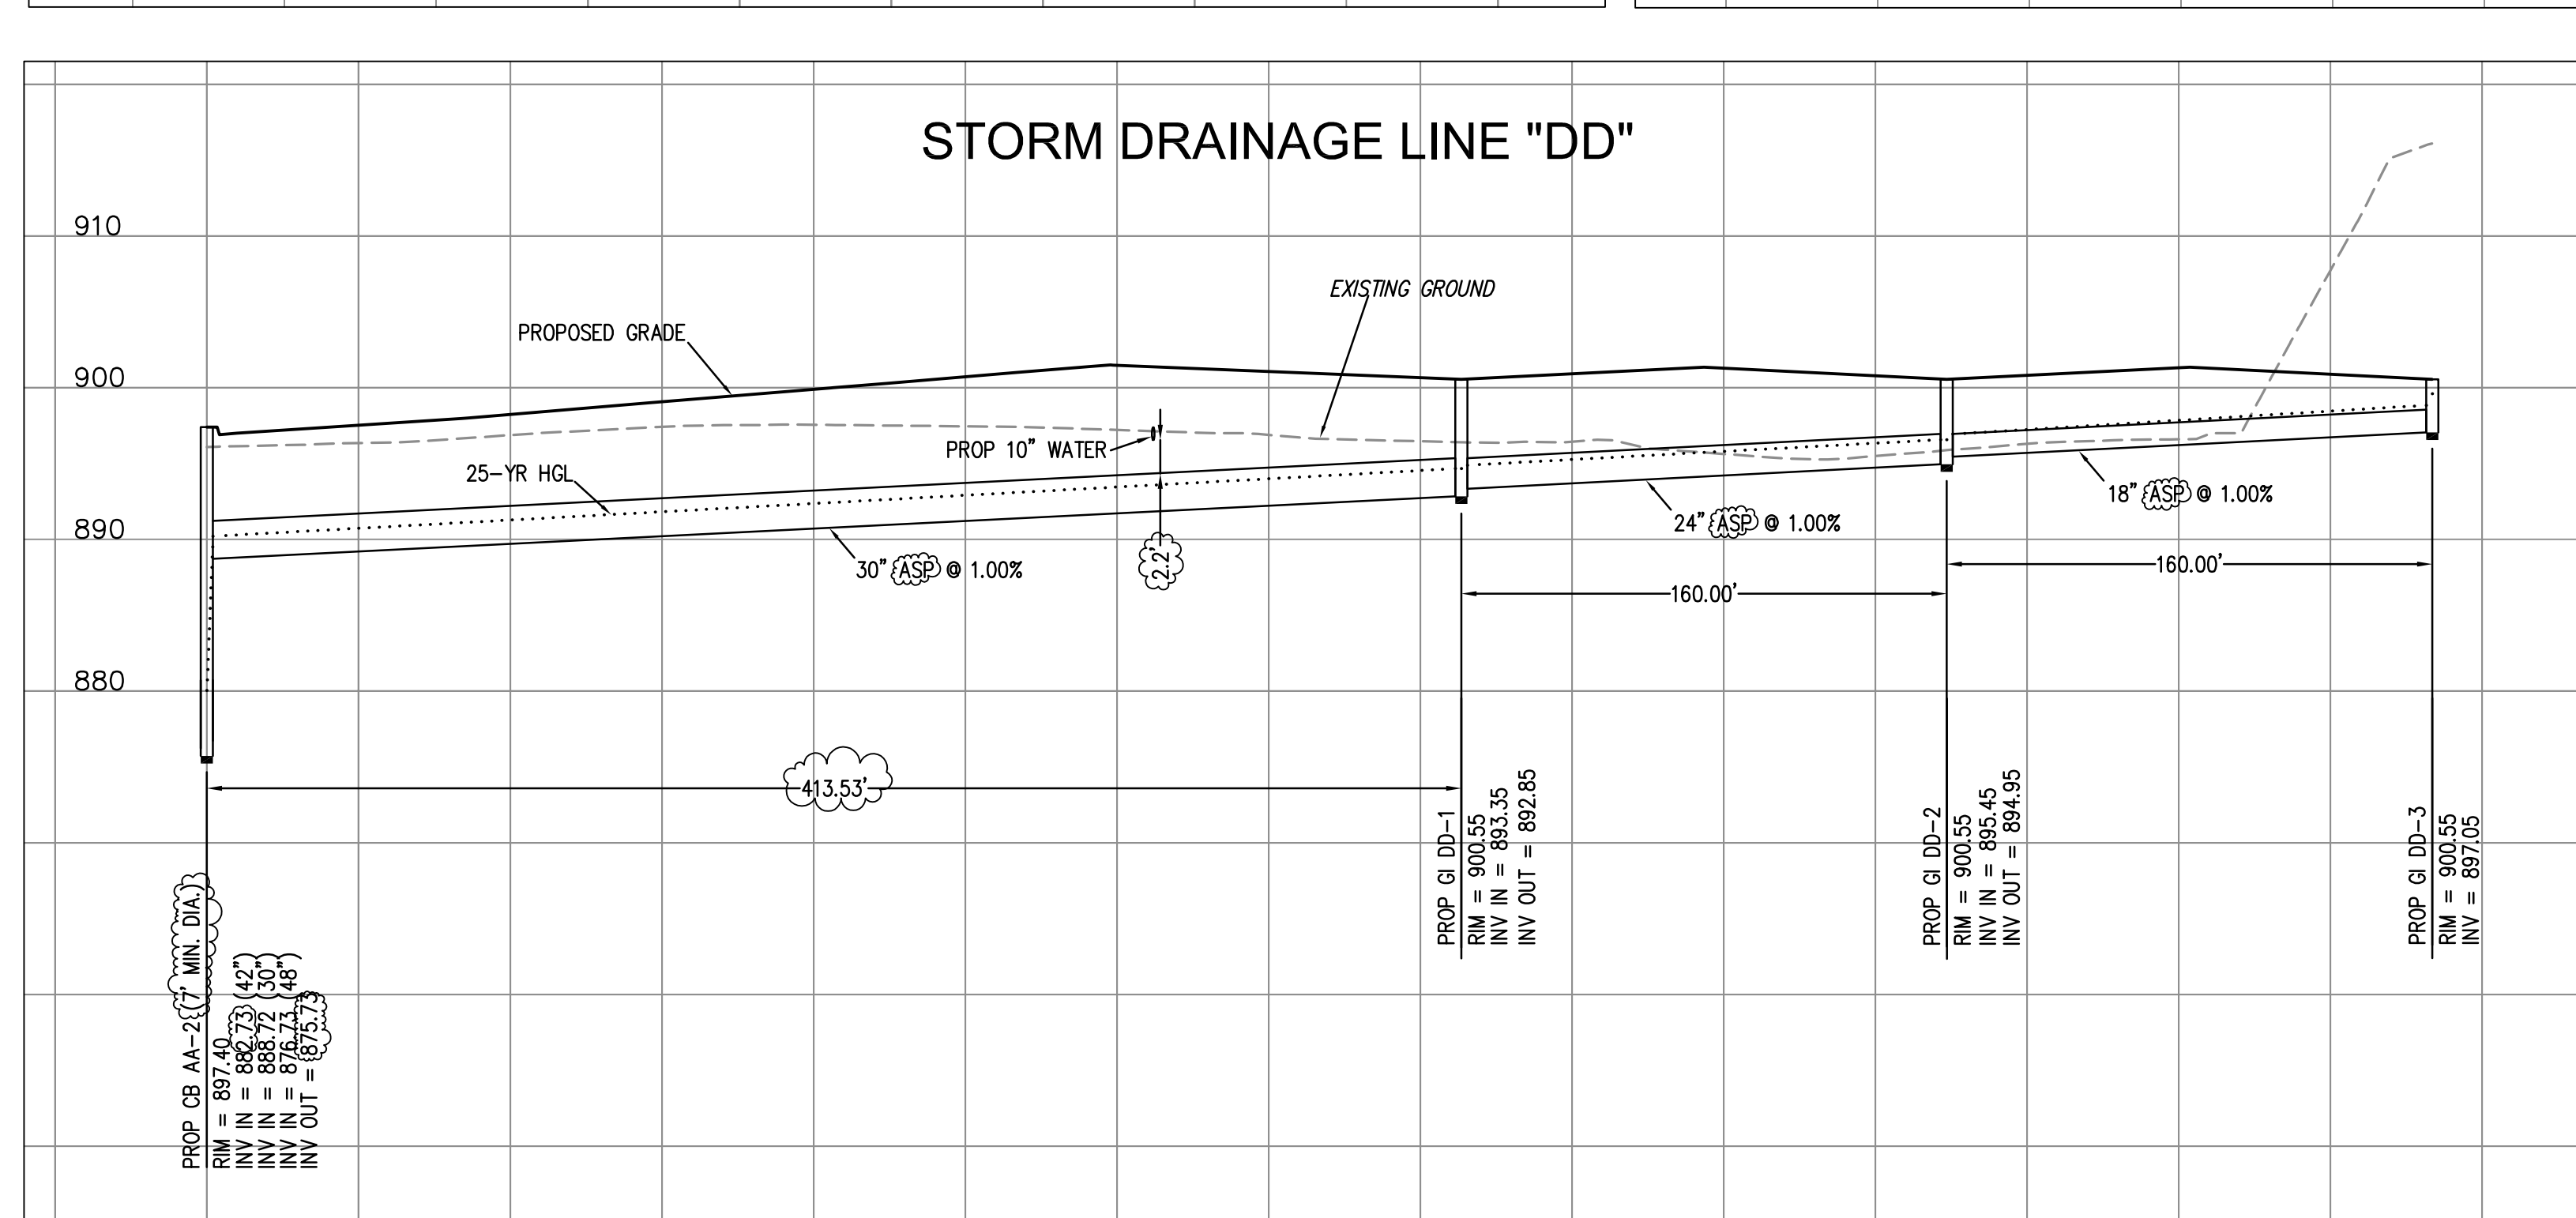 STORM DRAINAGE LINE "DD"
910
900
890
880
EXISTING GROUND
PROPOSED GRADE
PROP 10" WATER
25-YR HGL
30" ASP @ 1.00%
2.2'
24" ASP @ 1.00%
18" ASP @ 1.00%
160.00'
160.00'
413.53'
PROP CB AA-2 (7' MIN. DIA.)
RIM = 897.40
INV IN = 882.73 (42")
INV IN = 888.72 (30")
INV IN = 876.73 (48")
INV OUT = 875.73
PROP GI DD-1
RIM = 900.55
INV IN = 893.35
INV OUT = 892.85
PROP GI DD-2
RIM = 900.55
INV IN = 895.45
INV OUT = 894.95
PROP GI DD-3
RIM = 900.55
INV = 897.05